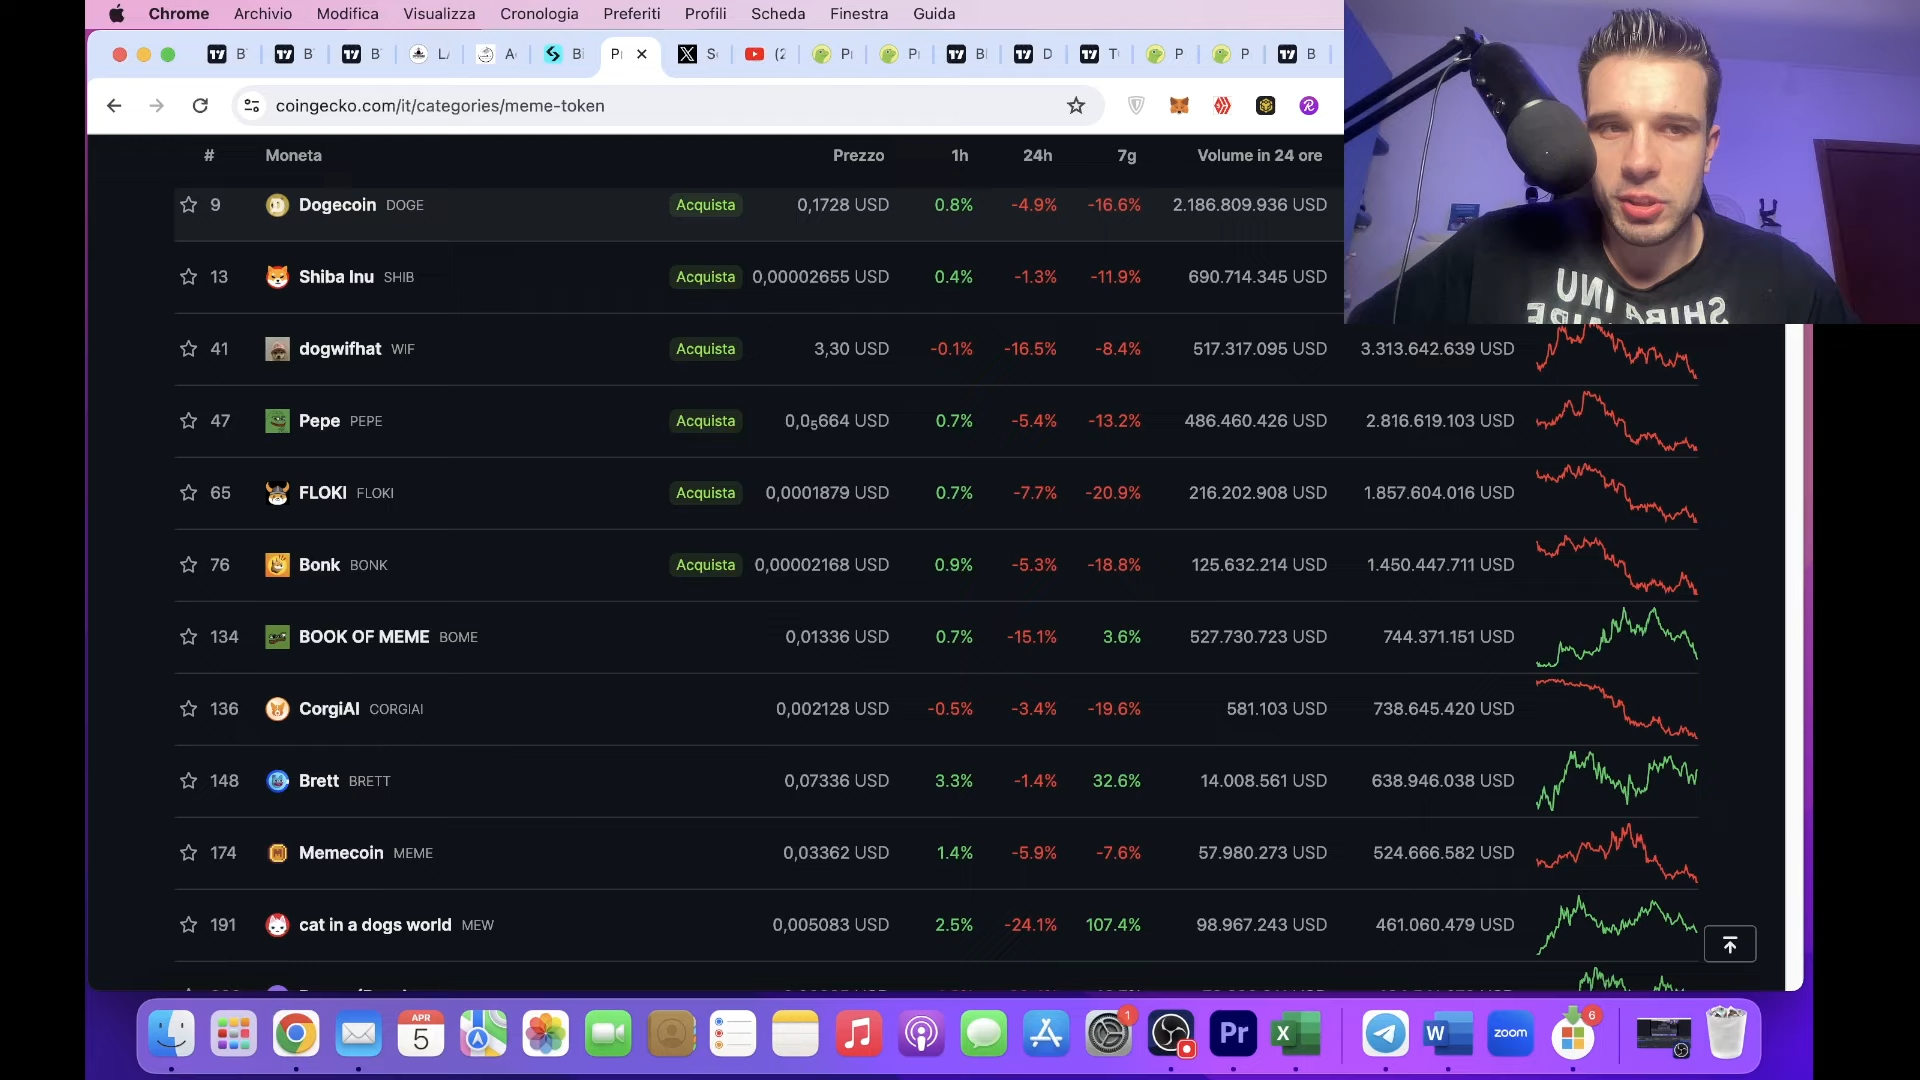 Chrome Archivio Modifica Visualizza Cronologia Preferiti Profili Scheda Finestra Guida
B B B L A Bi P S (2 P P B D T P P B
coingecko.com/it/categories/meme-token
# Moneta Prezzo 1h 24h 7g Volume in 24 ore
9 Dogecoin DOGE Acquista 0,1728 USD 0.8% -4.9% -16.6% 2.186.809.936 USD
13 Shiba Inu SHIB Acquista 0,00002655 USD 0.4% -1.3% -11.9% 690.714.345 USD
SHIBA INU
41 dogwifhat WIF Acquista 3,30 USD -0.1% -16.5% -8.4% 517.317.095 USD 3.313.642.639 USD
47 Pepe PEPE Acquista 0,0₅664 USD 0.7% -5.4% -13.2% 486.460.426 USD 2.816.619.103 USD
65 FLOKI FLOKI Acquista 0,0001879 USD 0.7% -7.7% -20.9% 216.202.908 USD 1.857.604.016 USD
76 Bonk BONK Acquista 0,00002168 USD 0.9% -5.3% -18.8% 125.632.214 USD 1.450.447.711 USD
134 BOOK OF MEME BOME 0,01336 USD 0.7% -15.1% 3.6% 527.730.723 USD 744.371.151 USD
136 CorgiAI CORGIAI 0,002128 USD -0.5% -3.4% -19.6% 581.103 USD 738.645.420 USD
148 Brett BRETT 0,07336 USD 3.3% -1.4% 32.6% 14.008.561 USD 638.946.038 USD
174 Memecoin MEME 0,03362 USD 1.4% -5.9% -7.6% 57.980.273 USD 524.666.582 USD
191 cat in a dogs world MEW 0,005083 USD 2.5% -24.1% 107.4% 98.967.243 USD 461.060.479 USD
APR 5 1 Pr X W zoom 6